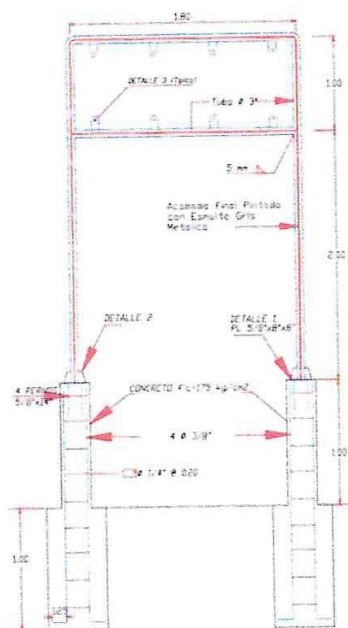 1.80
DETALLE 3 (Tipico)
Tubo Ø 3"
1.00
5 mm
Acabado Final Pintado
con Esmalte Gris
Metalico
2.00
DETALLE 2
DETALLE 1
PL 5/8"x8"x8"
4 PERNOS
5/8"x14"
CONCRETO f'c=175 kg/cm2
4 Ø 3/8"
1.00
Ø 1/4" @ 0.20
1.00